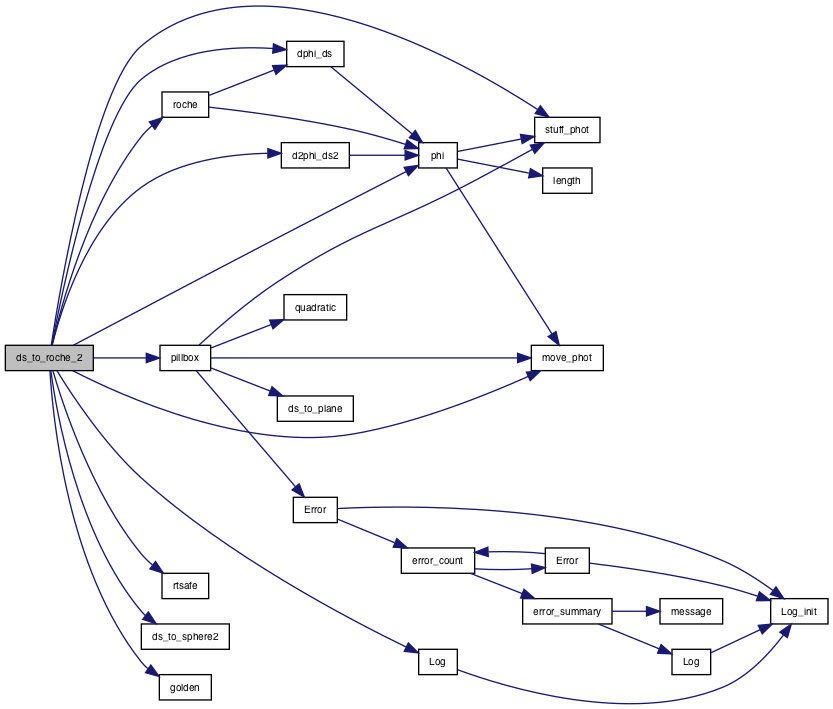 dphi_ds
roche
stuff_phot
d2phi_ds2
phi
length
quadratic
ds_to_roche_2
pillbox
move_phot
ds_to_plane
Error
error_count
Error
rtsafe
error_summary
message
Log_init
ds_to_sphere2
Log
Log
golden